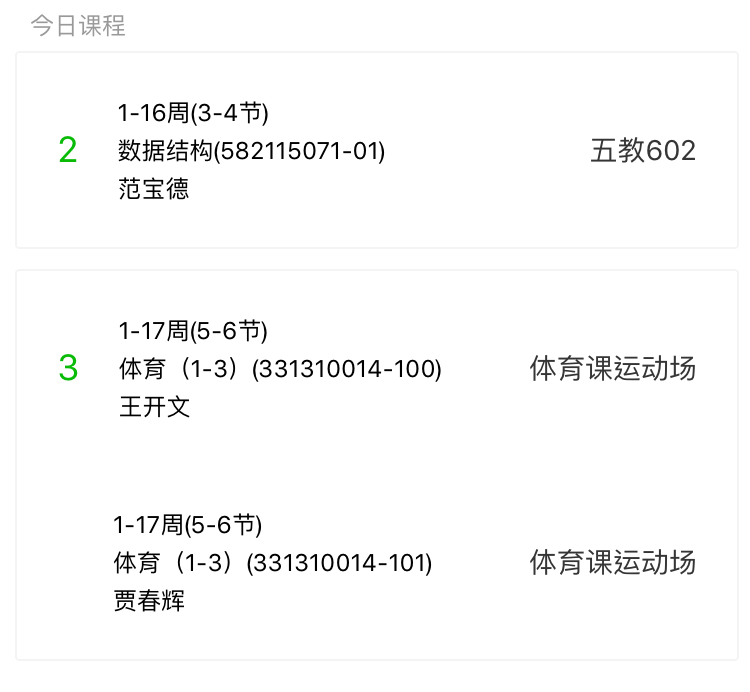 今日课程
1-16周(3-4节)
2 数据结构(582115071-01) 五教602
范宝德
1-17周(5-6节)
3 体育（1-3）(331310014-100) 体育课运动场
王开文
1-17周(5-6节)
体育（1-3）(331310014-101) 体育课运动场
贾春辉